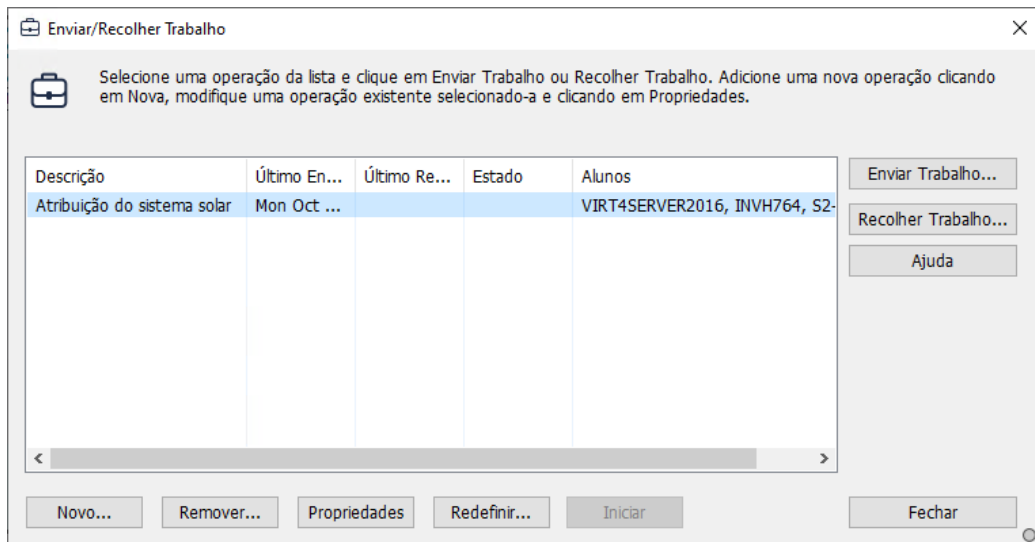 Enviar/Recolher Trabalho
Selecione uma operação da lista e clique em Enviar Trabalho ou Recolher Trabalho. Adicione uma nova operação clicando
em Nova, modifique uma operação existente selecionado-a e clicando em Propriedades.
Descrição Último En... Último Re... Estado Alunos
Atribuição do sistema solar Mon Oct ... VIRT4SERVER2016, INVH764, S2-
Enviar Trabalho...
Recolher Trabalho...
Ajuda
Novo... Remover... Propriedades Redefinir... Iniciar Fechar